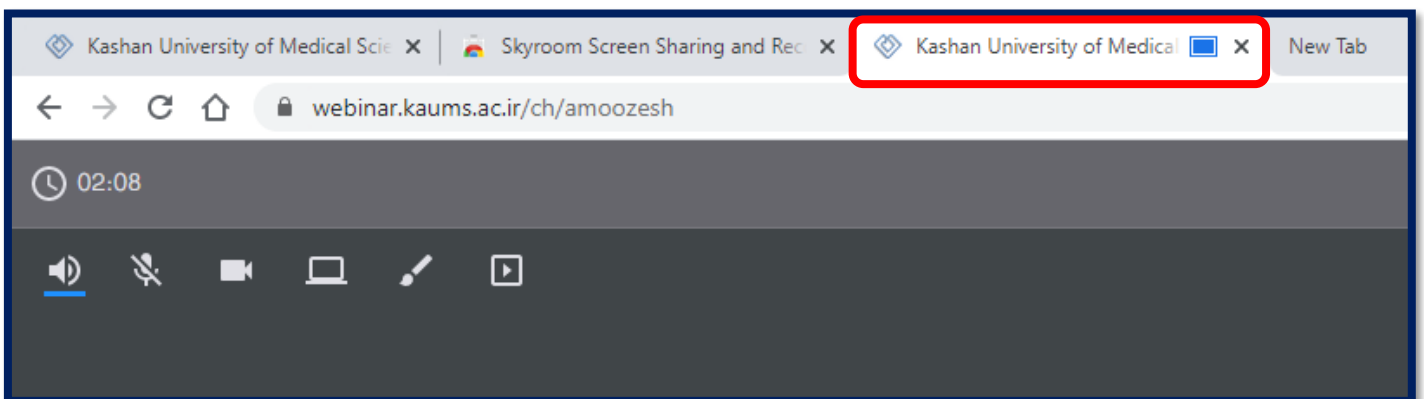 Kashan University of Medical Scie Skyroom Screen Sharing and Rec Kashan University of Medical New Tab
webinar.kaums.ac.ir/ch/amoozesh
02:08